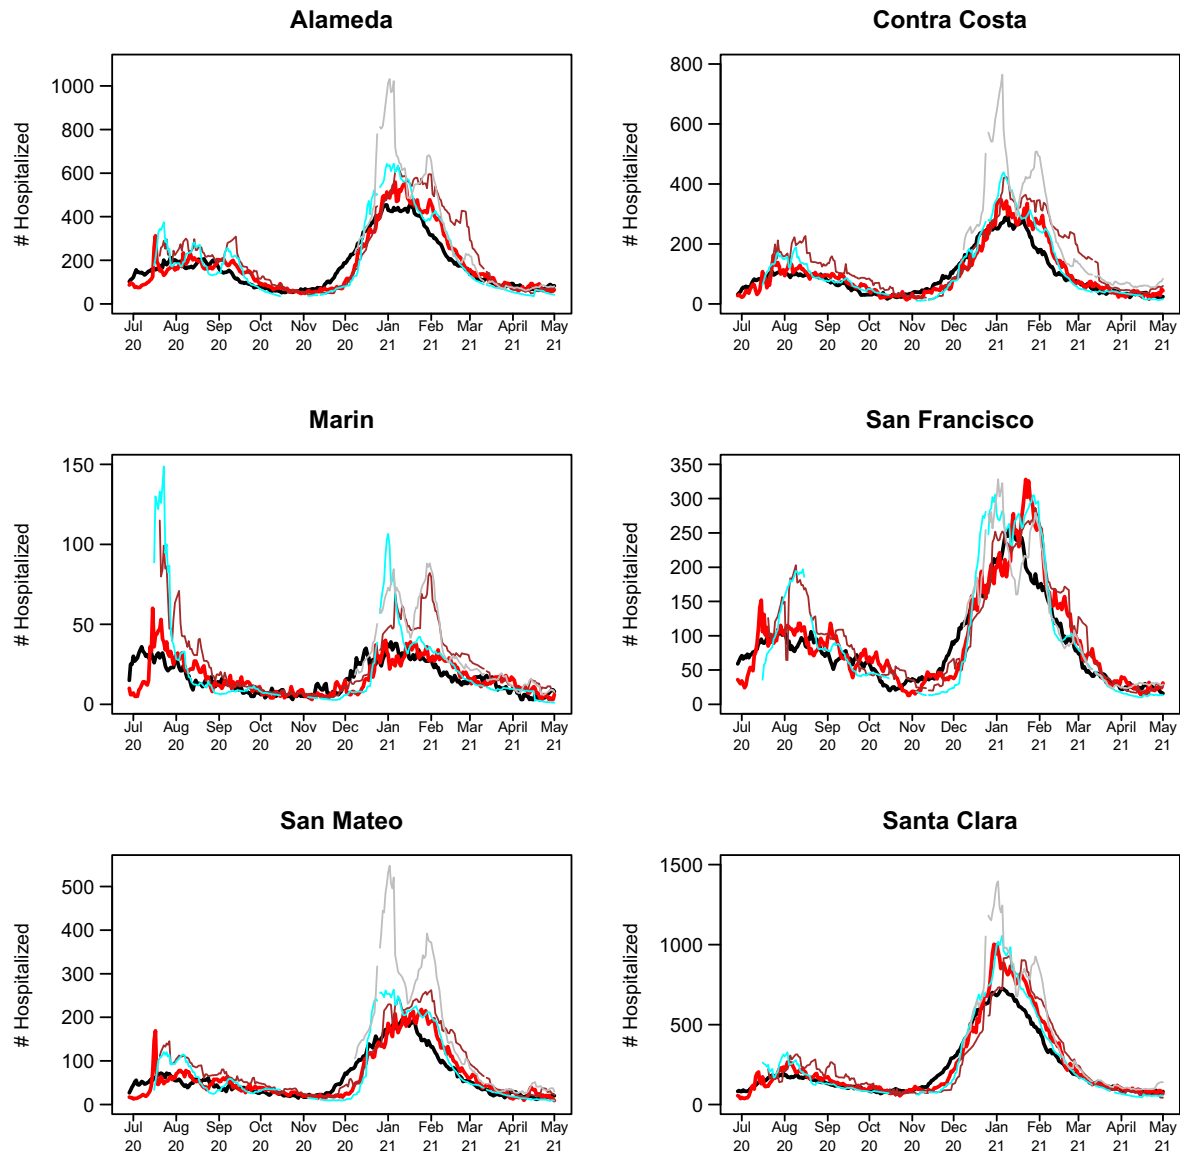 Alameda
# Hospitalized
1000
800
600
400
200
0
Jul Aug Sep Oct Nov Dec Jan Feb Mar April May
20 20 20 20 20 20 21 21 21 21 21
Contra Costa
# Hospitalized
800
600
400
200
0
Jul Aug Sep Oct Nov Dec Jan Feb Mar April May
20 20 20 20 20 20 21 21 21 21 21
Marin
# Hospitalized
150
100
50
0
Jul Aug Sep Oct Nov Dec Jan Feb Mar April May
20 20 20 20 20 20 21 21 21 21 21
San Francisco
# Hospitalized
350
300
250
200
150
100
50
0
Jul Aug Sep Oct Nov Dec Jan Feb Mar April May
20 20 20 20 20 20 21 21 21 21 21
San Mateo
# Hospitalized
500
400
300
200
100
0
Jul Aug Sep Oct Nov Dec Jan Feb Mar April May
20 20 20 20 20 20 21 21 21 21 21
Santa Clara
# Hospitalized
1500
1000
500
0
Jul Aug Sep Oct Nov Dec Jan Feb Mar April May
20 20 20 20 20 20 21 21 21 21 21